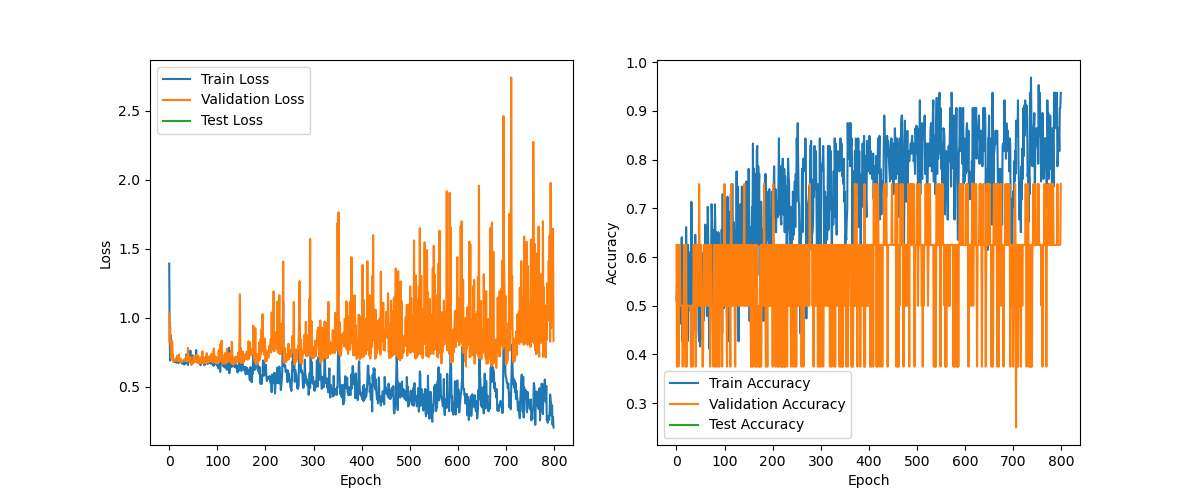 Train Loss
Validation Loss
Test Loss
2.5
2.0
1.5
1.0
0.5
Loss
0 100 200 300 400 500 600 700 800
Epoch
1.0
0.9
0.8
0.7
0.6
0.5
0.4
0.3
Accuracy
Train Accuracy
Validation Accuracy
Test Accuracy
0 100 200 300 400 500 600 700 800
Epoch